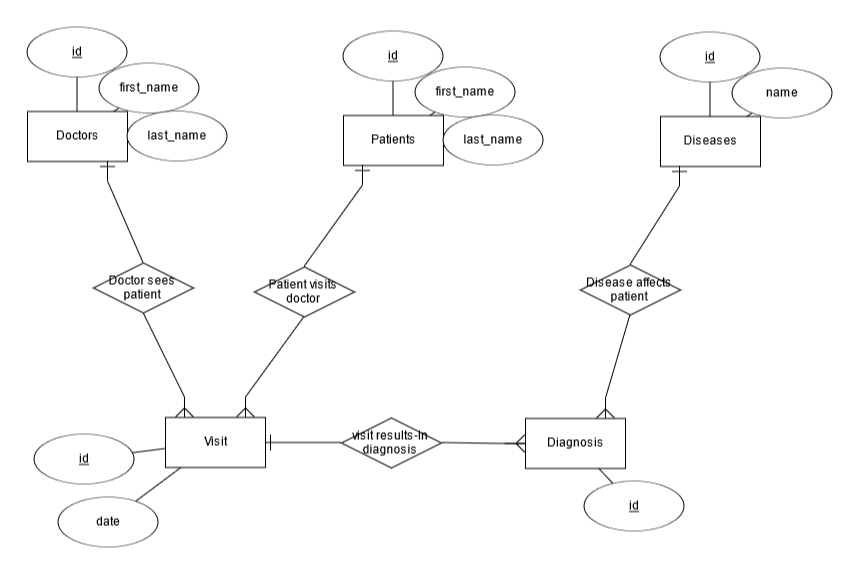 id
id
id
first_name
first_name
name
Doctors
last_name
Patients
last_name
Diseases
Doctor sees
patient
Patient visits
doctor
Disease affects
patient
Visit
visit results-in
diagnosis
Diagnosis
id
id
date